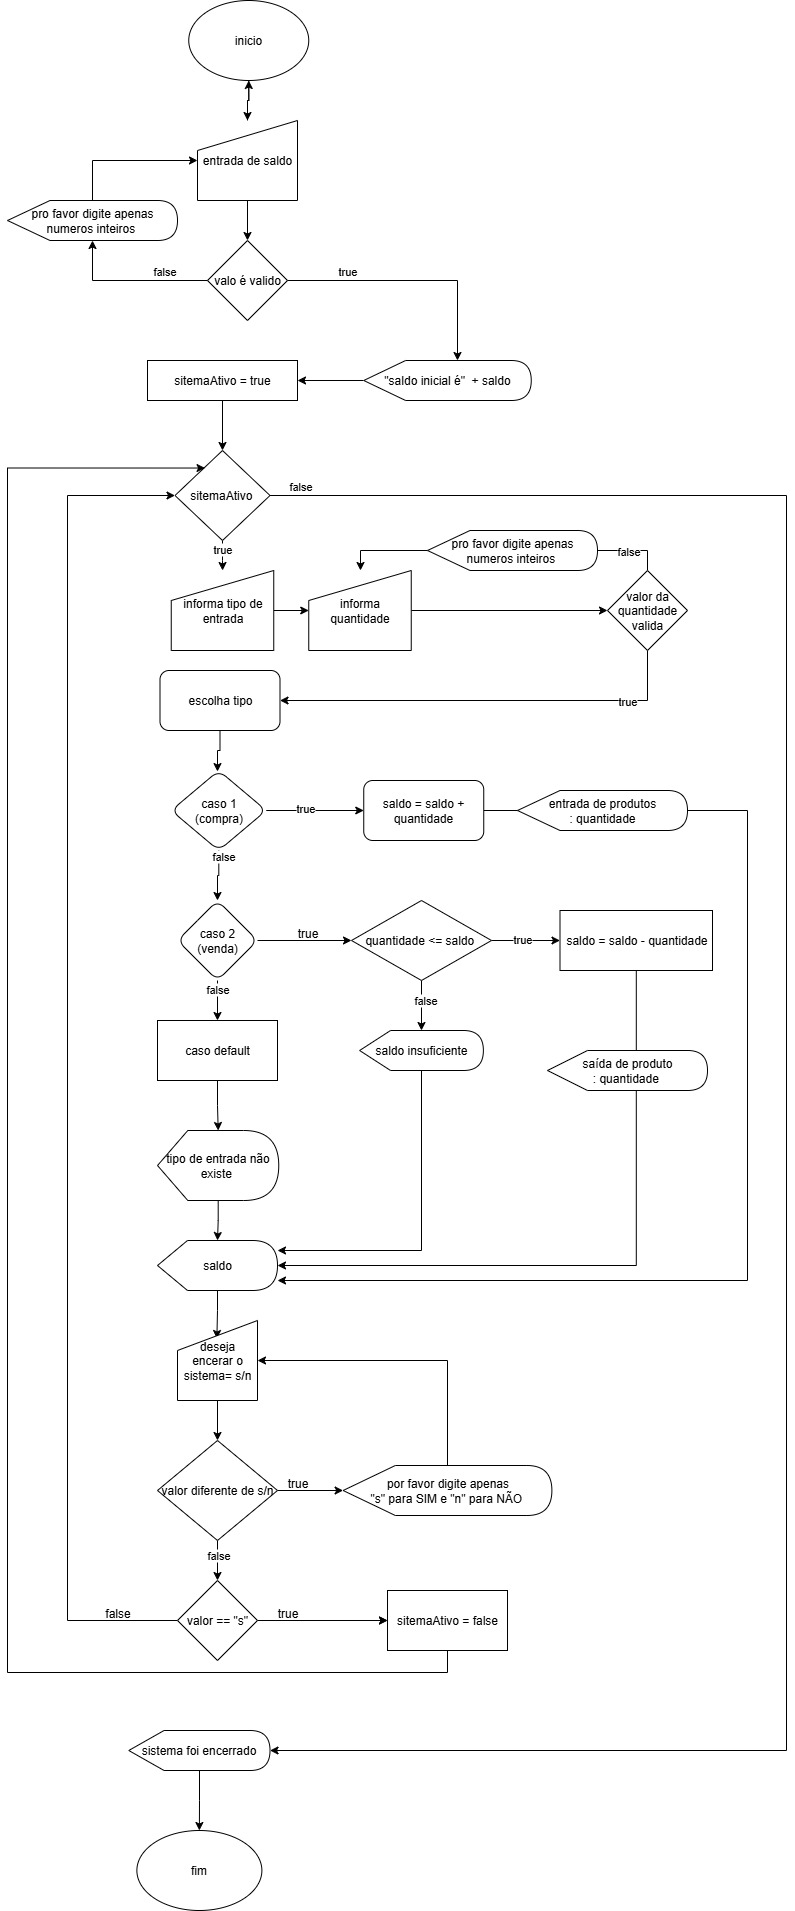 inicio
entrada de saldo
pro favor digite apenas
numeros inteiros
false
valo é valido
true
sitemaAtivo = true
"saldo inicial é"  + saldo
sitemaAtivo
false
true
pro favor digite apenas
numeros inteiros
false
informa tipo de
entrada
informa
quantidade
valor da
quantidade
valida
escolha tipo
true
caso 1
(compra)
true
saldo = saldo +
quantidade
entrada de produtos
: quantidade
false
caso 2
(venda)
true
quantidade <= saldo
true
saldo = saldo - quantidade
false
false
caso default
saldo insuficiente
saída de produto
: quantidade
tipo de entrada não
existe
saldo
deseja
encerar o
sistema= s/n
valor diferente de s/n
true
por favor digite apenas
"s" para SIM e "n" para NÃO
false
false
valor == "s"
true
sitemaAtivo = false
sistema foi encerrado
fim